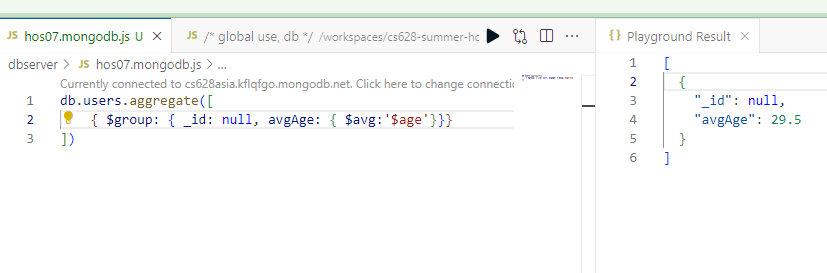 JS hos07.mongodb.js U ×
JS /* global use, db */ /workspaces/cs628-summer-ho
{} Playground Result ×
dbserver > JS hos07.mongodb.js > ...
Currently connected to cs628asia.kflqfgo.mongodb.net. Click here to change connectio
1 db.users.aggregate([
2 { $group: { _id: null, avgAge: { $avg:'$age'}}}
3 ])
1 [
2 {
3 "_id": null,
4 "avgAge": 29.5
5 }
6 ]